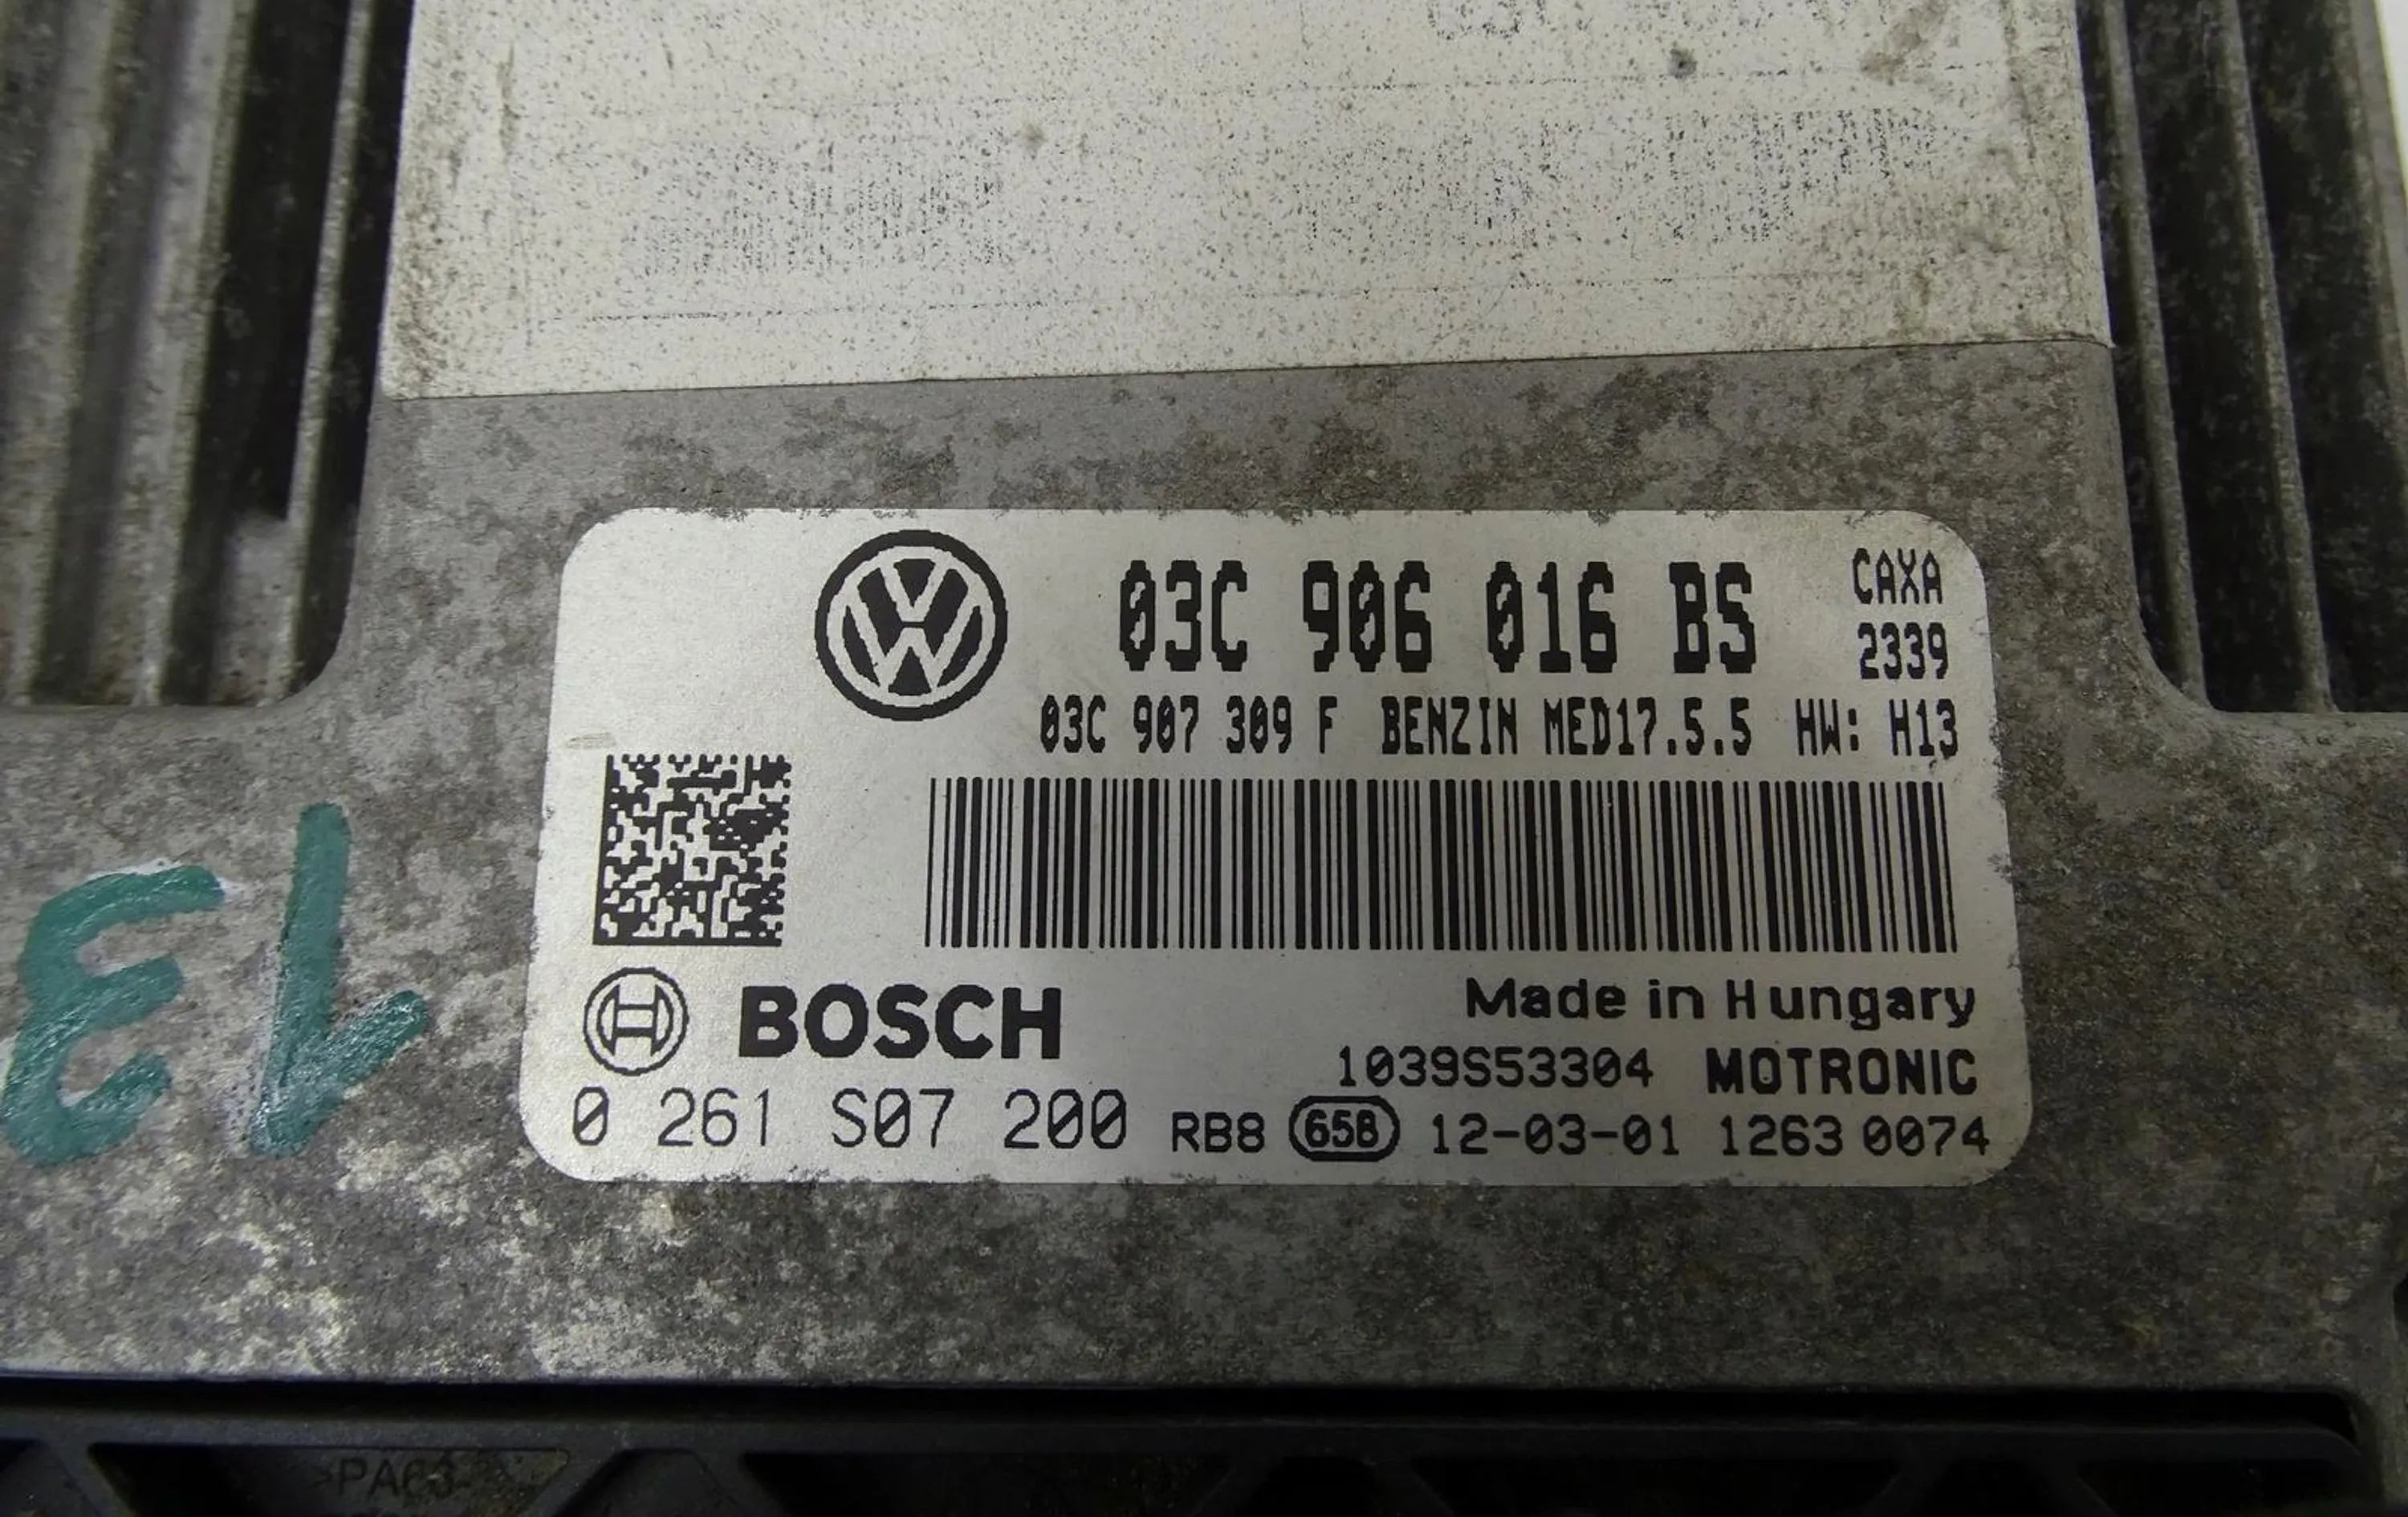 03C 906 016 BS
CAXA
2339
03C 907 309 F BENZIN MED17.5.5 HW: H13
BOSCH
Made in Hungary
1039S53304 MOTRONIC
0 261 S07 200 RB8 658 12-03-01 1263 0074
13